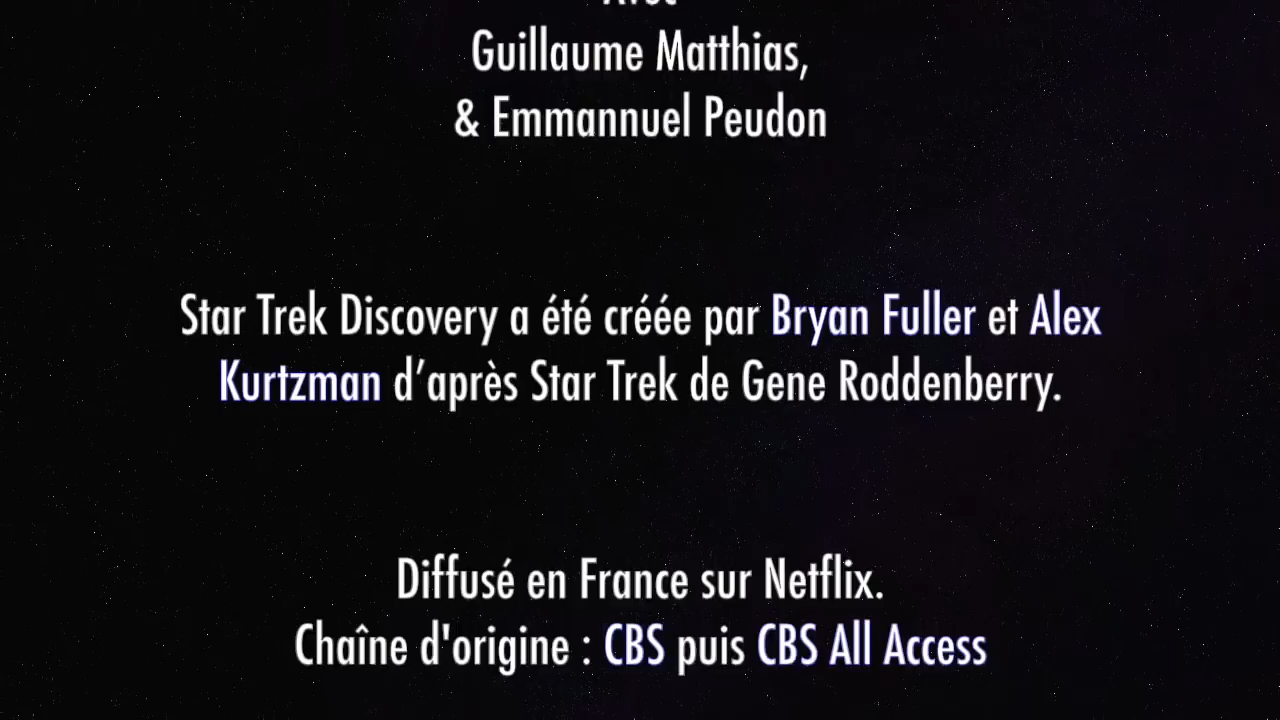 Avec
Guillaume Matthias,
& Emmannuel Peudon
Star Trek Discovery a été créée par Bryan Fuller et Alex
Kurtzman d’après Star Trek de Gene Roddenberry.
Diffusé en France sur Netflix.
Chaîne d'origine : CBS puis CBS All Access